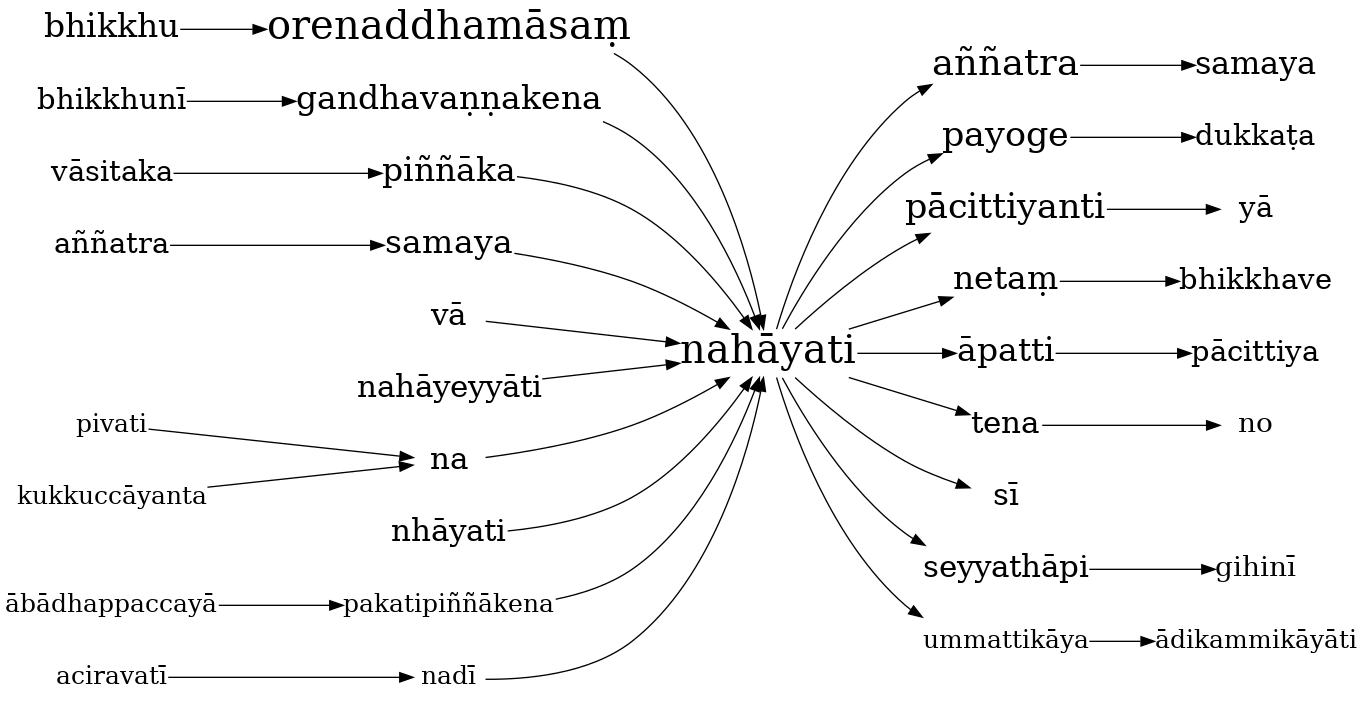 bhikkhu orenaddhamāsaṃ
aññatra samaya
bhikkhunī gandhavaṇṇakena
payoge dukkaṭa
vāsitaka piññāka
pācittiyanti yā
aññatra samaya
netaṃ bhikkhave
vā
nahāyati
āpatti pācittiya
nahāyeyyāti
pivati
tena no
na
kukkuccāyanta
sī
nhāyati
seyyathāpi gihinī
ābādhappaccayā pakatipiññākena
ummattikāya ādikammikāyāti
aciravatī nadī